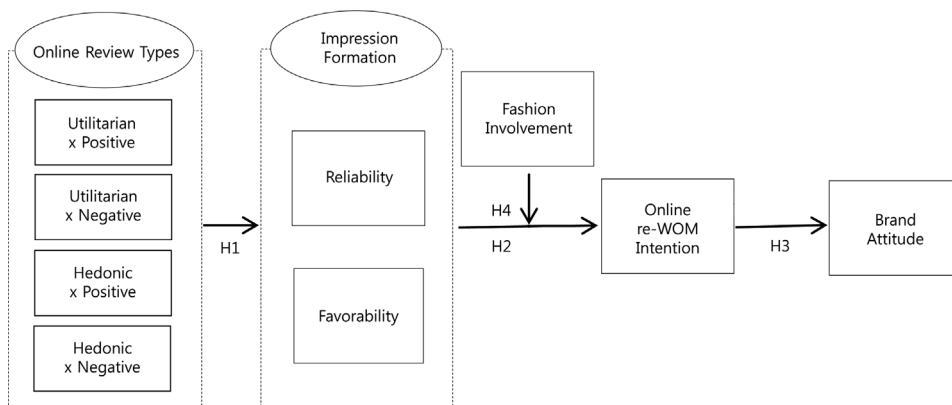 Online Review Types
Utilitarian
x Positive
Utilitarian
x Negative
Hedonic
x Positive
Hedonic
x Negative
H1
Impression
Formation
Reliability
Favorability
Fashion
Involvement
H4
H2
Online
re-WOM
Intention
H3
Brand
Attitude